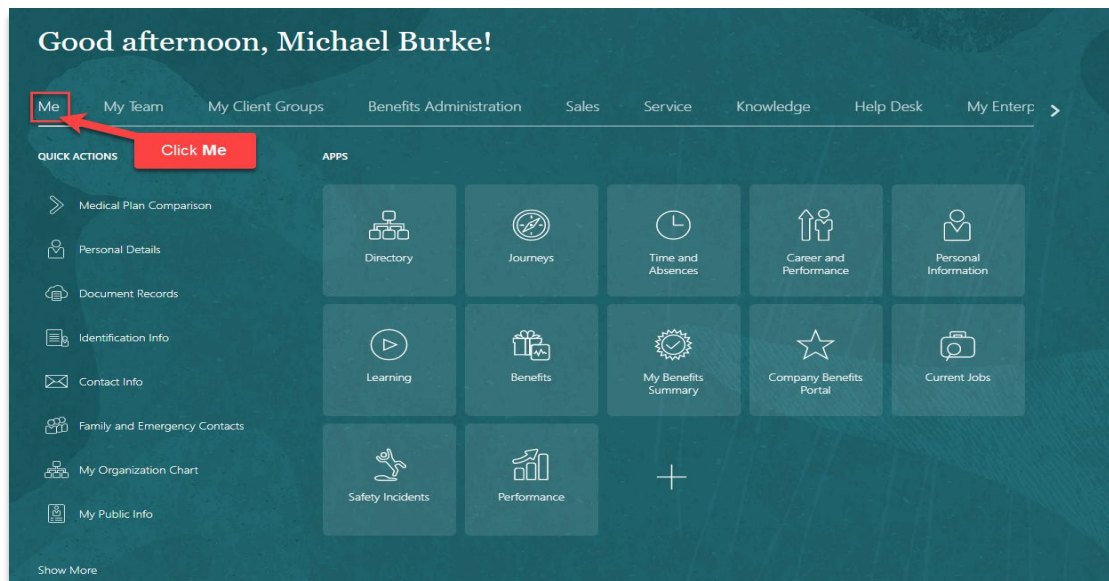 Good afternoon, Michael Burke!
Me My Team My Client Groups Benefits Administration Sales Service Knowledge Help Desk My Enterp
Click Me
QUICK ACTIONS
Medical Plan Comparison
Personal Details
Document Records
Identification Info
Contact Info
Family and Emergency Contacts
My Organization Chart
My Public Info
Show More
APPS
Directory
Journeys
Time and
Absences
Career and
Performance
Personal
Information
Learning
Benefits
My Benefits
Summary
Company Benefits
Portal
Current Jobs
Safety Incidents
Performance